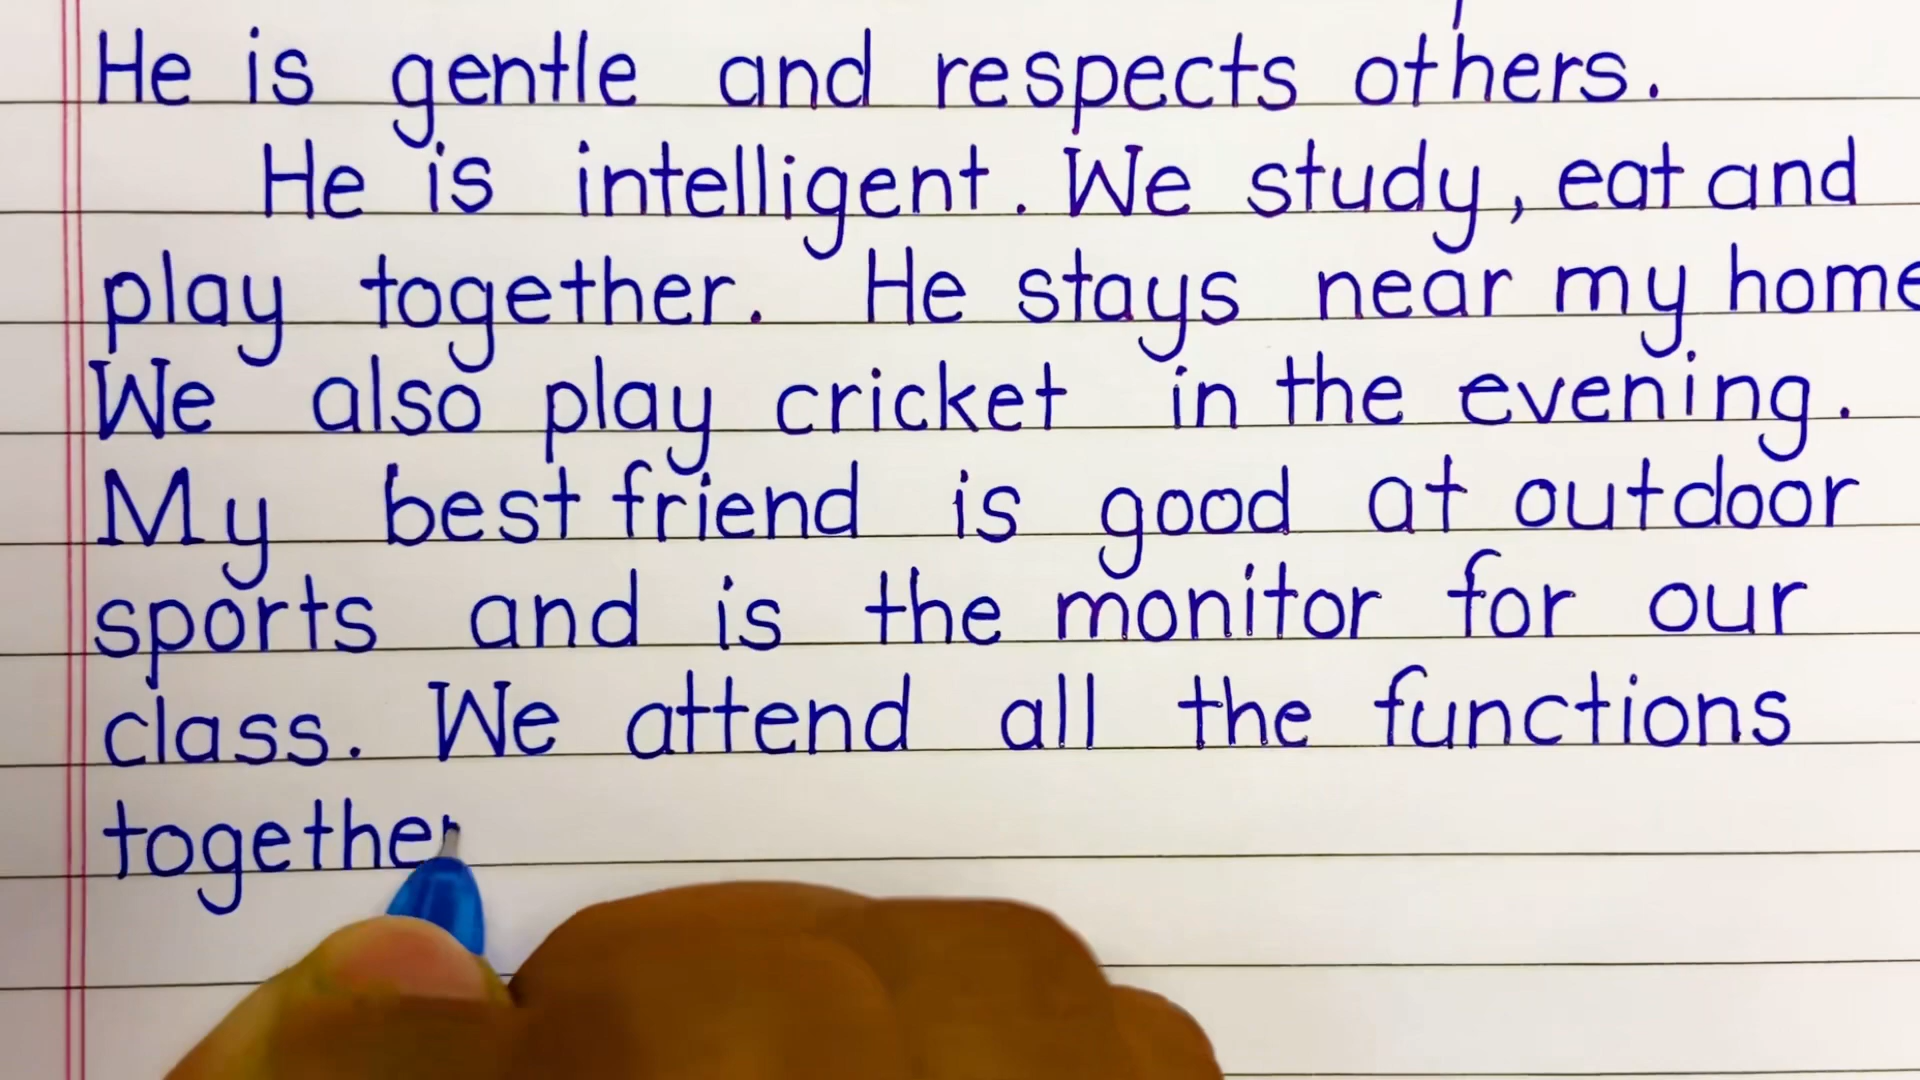 He is gentle and respects others.
He is intelligent. We study, eat and
play together. He stays near my home
We also play cricket in the evening.
My best friend is good at outdoor
sports and is the monitor for our
class. We attend all the functions
together